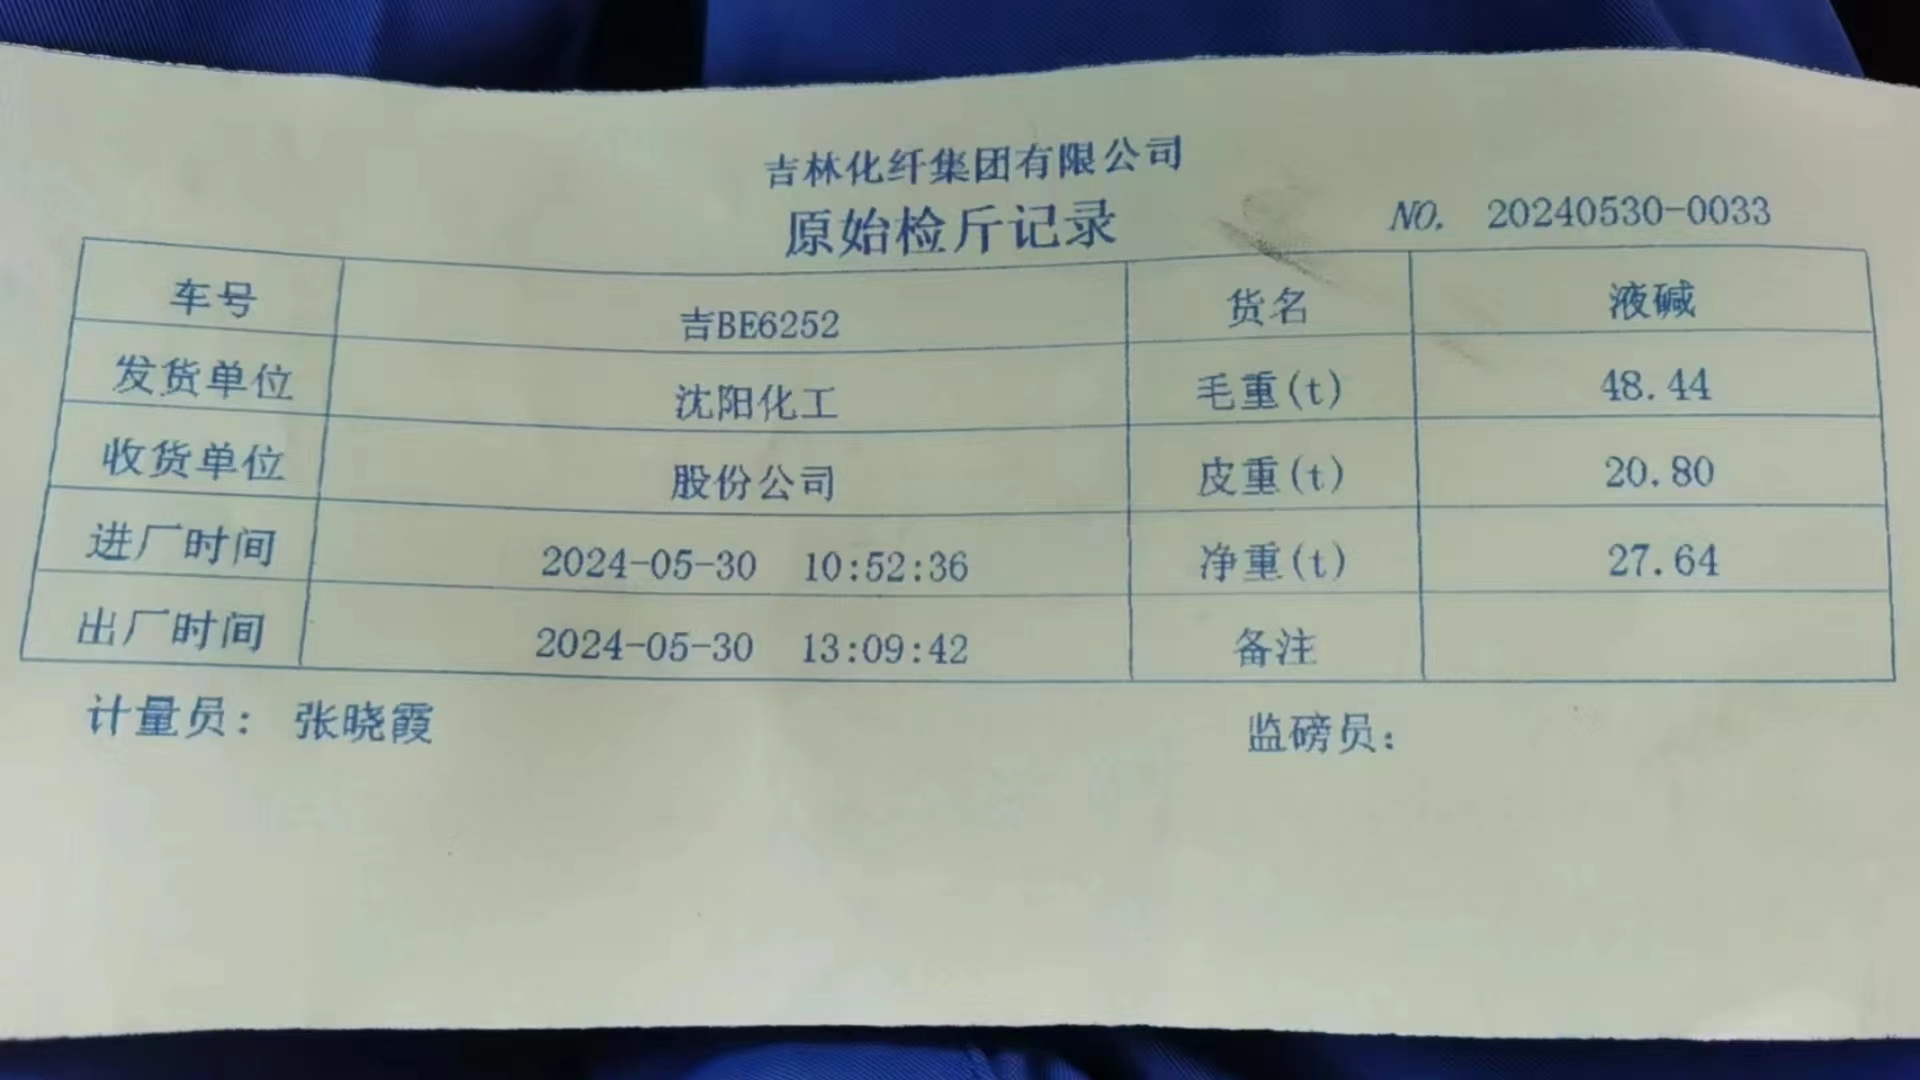 吉林化纤集团有限公司
原始检斤记录
NO. 20240530-0033
车号 吉BE6252 货名 液碱
发货单位 沈阳化工 毛重(t) 48.44
收货单位 股份公司 皮重(t) 20.80
进厂时间 2024-05-30 10:52:36 净重(t) 27.64
出厂时间 2024-05-30 13:09:42 备注
计量员: 张晓霞 监磅员: